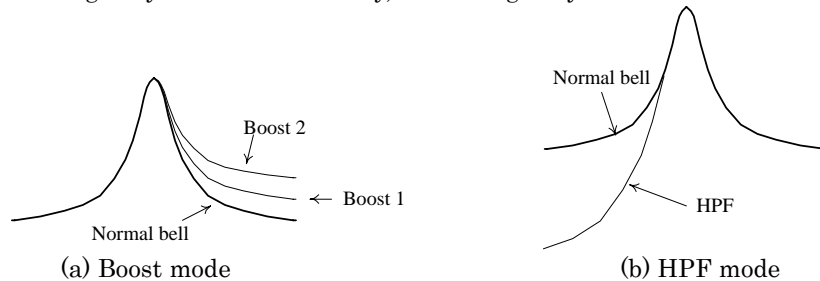 Boost 2
Boost 1
Normal bell
(a) Boost mode
Normal bell
HPF
(b) HPF mode